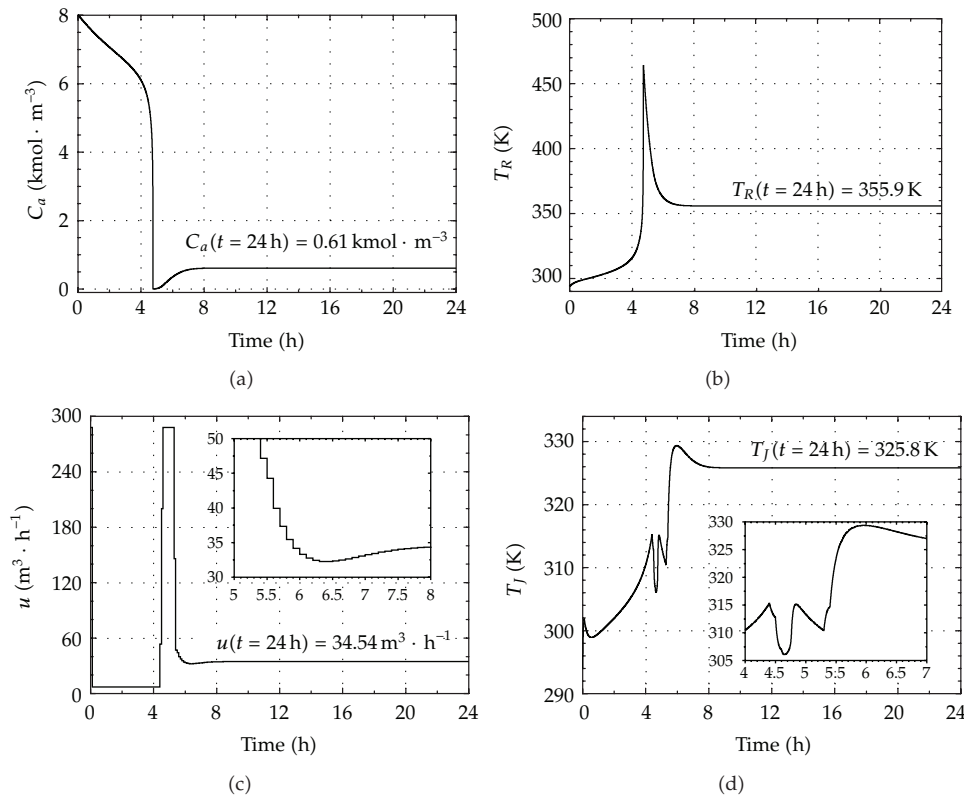 8
6
4
2
0
C_a (kmol · m⁻³)
C_a(t = 24 h) = 0.61 kmol · m⁻³
0 4 8 12 16 20 24
Time (h)
(a)
500
450
400
350
300
T_R (K)
T_R(t = 24 h) = 355.9 K
0 4 8 12 16 20 24
Time (h)
(b)
300
240
180
120
60
0
u (m³ · h⁻¹)
50
45
40
35
30
5 5.5 6 6.5 7 7.5 8
u(t = 24 h) = 34.54 m³ · h⁻¹
0 4 8 12 16 20 24
Time (h)
(c)
330
320
310
300
290
T_J (K)
T_J(t = 24 h) = 325.8 K
330
325
320
315
310
305
4 4.5 5 5.5 6 6.5 7
0 4 8 12 16 20 24
Time (h)
(d)